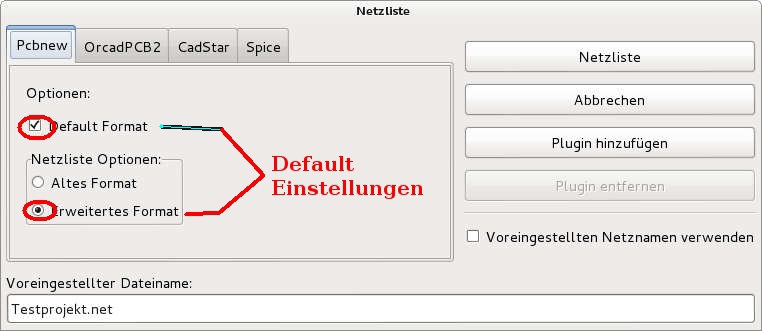 Netzliste
Pcbnew OrcadPCB2 CadStar Spice
Optionen:
Default Format
Netzliste Optionen:
Altes Format
Erweitertes Format
Default
Einstellungen
Netzliste
Abbrechen
Plugin hinzufügen
Plugin entfernen
Voreingestellten Netznamen verwenden
Voreingestellter Dateiname:
Testprojekt.net